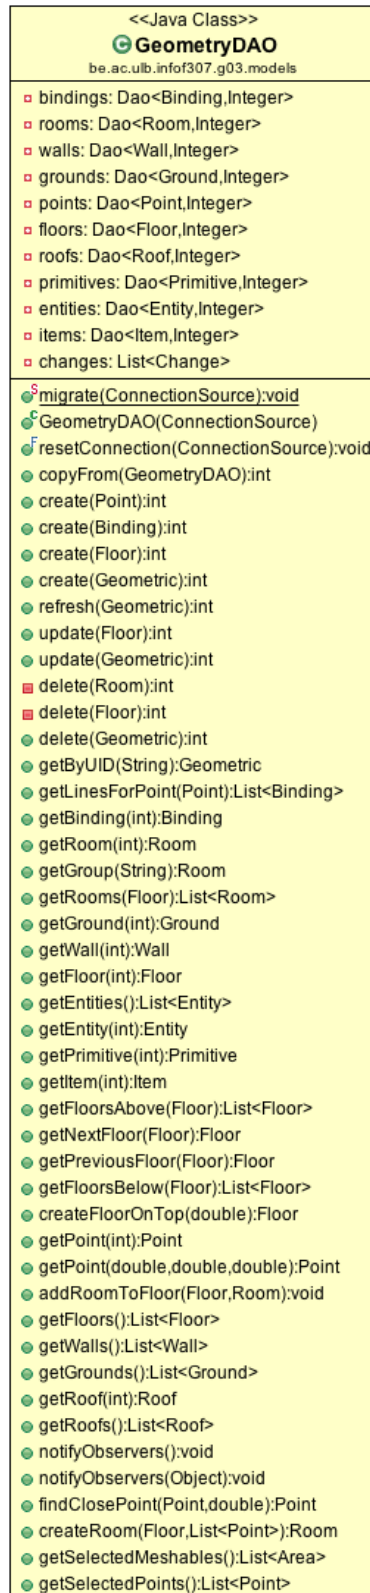 <<Java Class>>
C GeometryDAO
be.ac.ulb.infof307.g03.models
bindings: Dao<Binding,Integer>
rooms: Dao<Room,Integer>
walls: Dao<Wall,Integer>
grounds: Dao<Ground,Integer>
points: Dao<Point,Integer>
floors: Dao<Floor,Integer>
roofs: Dao<Roof,Integer>
primitives: Dao<Primitive,Integer>
entities: Dao<Entity,Integer>
items: Dao<Item,Integer>
changes: List<Change>
S migrate(ConnectionSource):void
C GeometryDAO(ConnectionSource)
F resetConnection(ConnectionSource):void
copyFrom(GeometryDAO):int
create(Point):int
create(Binding):int
create(Floor):int
create(Geometric):int
refresh(Geometric):int
update(Floor):int
update(Geometric):int
delete(Room):int
delete(Floor):int
delete(Geometric):int
getByUID(String):Geometric
getLinesForPoint(Point):List<Binding>
getBinding(int):Binding
getRoom(int):Room
getGroup(String):Room
getRooms(Floor):List<Room>
getGround(int):Ground
getWall(int):Wall
getFloor(int):Floor
getEntities():List<Entity>
getEntity(int):Entity
getPrimitive(int):Primitive
getItem(int):Item
getFloorsAbove(Floor):List<Floor>
getNextFloor(Floor):Floor
getPreviousFloor(Floor):Floor
getFloorsBelow(Floor):List<Floor>
createFloorOnTop(double):Floor
getPoint(int):Point
getPoint(double,double,double):Point
addRoomToFloor(Floor,Room):void
getFloors():List<Floor>
getWalls():List<Wall>
getGrounds():List<Ground>
getRoof(int):Roof
getRoofs():List<Roof>
notifyObservers():void
notifyObservers(Object):void
findClosePoint(Point,double):Point
createRoom(Floor,List<Point>):Room
getSelectedMeshables():List<Area>
getSelectedPoints():List<Point>